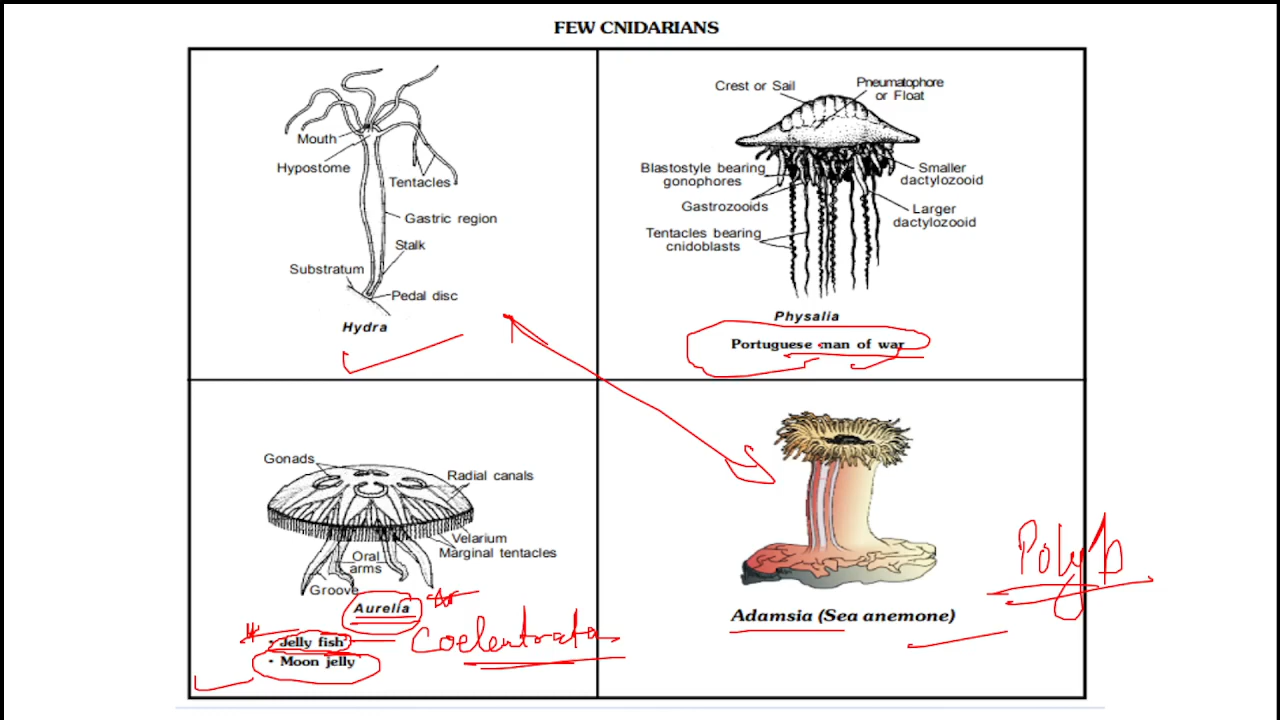 FEW CNIDARIANS
Mouth
Hypostome
Tentacles
Gastric region
Stalk
Substratum
Pedal disc
Hydra
Crest or Sail
Pneumatophore
or Float
Blastostyle bearing
gonophores
Gastrozooids
Tentacles bearing
cnidoblasts
Smaller
dactylozooid
Larger
dactylozooid
Physalia
Portuguese man of war
Gonads
Radial canals
Velarium
Marginal tentacles
Oral
arms
Groove
Aurelia
• Jelly fish
• Moon jelly
Coelentrata
Adamsia (Sea anemone)
Polyp